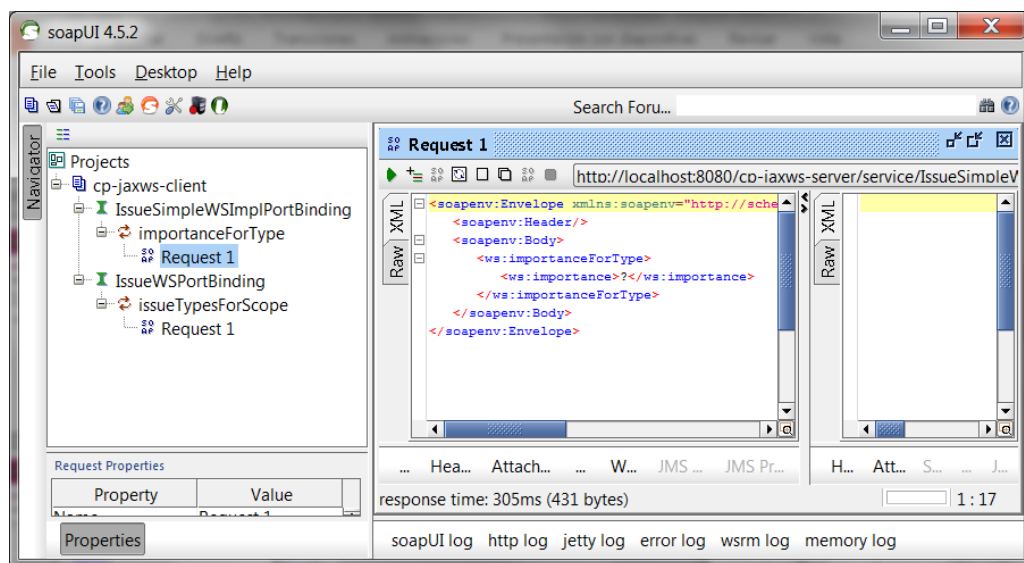 soapUI 4.5.2
File Tools Desktop Help
Search Foru...
Navigator
Projects
cp-jaxws-client
IssueSimpleWSImplPortBinding
importanceForType
Request 1
IssueWSPortBinding
issueTypesForScope
Request 1
Request Properties
Property Value
Name Request 1
Properties
Request 1
http://localhost:8080/cp-jaxws-server/service/IssueSimpleW
XML
Raw
<soapenv:Envelope xmlns:soapenv="http://sche
<soapenv:Header/>
<soapenv:Body>
<ws:importanceForType>
<ws:importance>?</ws:importance>
</ws:importanceForType>
</soapenv:Body>
</soapenv:Envelope>
XML
Raw
... Hea... Attach... ... W... JMS ... JMS Pr...
H... Att... S... ... J...
response time: 305ms (431 bytes)
1 : 17
soapUI log http log jetty log error log wsrm log memory log